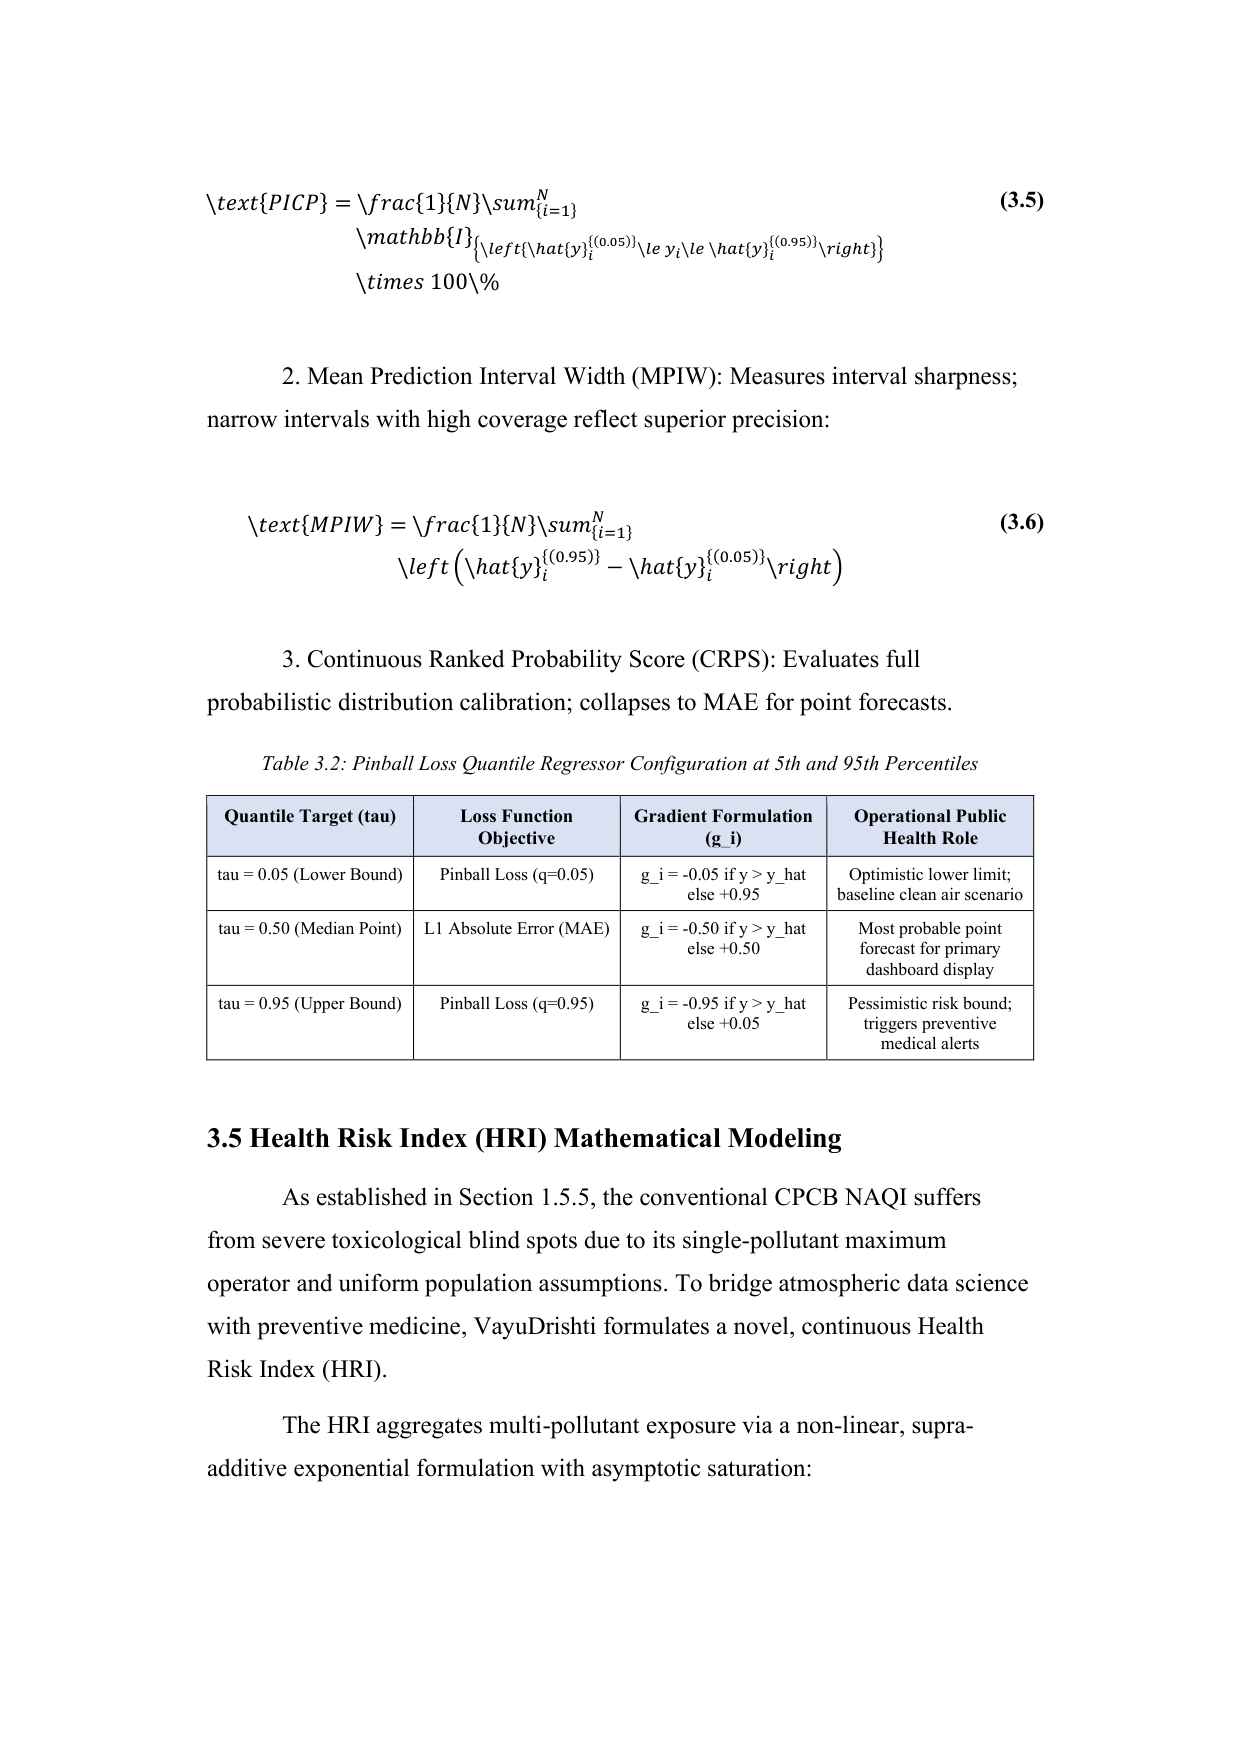 \text{PICP} = \frac{1}{N}\sum_{i=1}^{N} (3.5)
\mathbb{I}_{\left\{\hat{y}_i^{(0.05)}\le y_i\le \hat{y}_i^{(0.95)}\right\}}
\times 100\%
2. Mean Prediction Interval Width (MPIW): Measures interval sharpness;
narrow intervals with high coverage reflect superior precision:
\text{MPIW} = \frac{1}{N}\sum_{i=1}^{N} (3.6)
\left(\hat{y}_i^{(0.95)} − \hat{y}_i^{(0.05)}\right)
3. Continuous Ranked Probability Score (CRPS): Evaluates full
probabilistic distribution calibration; collapses to MAE for point forecasts.
Table 3.2: Pinball Loss Quantile Regressor Configuration at 5th and 95th Percentiles
Quantile Target (tau) Loss Function Gradient Formulation Operational Public
Objective (g_i) Health Role
tau = 0.05 (Lower Bound) Pinball Loss (q=0.05) g_i = -0.05 if y > y_hat Optimistic lower limit;
else +0.95 baseline clean air scenario
tau = 0.50 (Median Point) L1 Absolute Error (MAE) g_i = -0.50 if y > y_hat Most probable point
else +0.50 forecast for primary
dashboard display
tau = 0.95 (Upper Bound) Pinball Loss (q=0.95) g_i = -0.95 if y > y_hat Pessimistic risk bound;
else +0.05 triggers preventive
medical alerts
3.5 Health Risk Index (HRI) Mathematical Modeling
As established in Section 1.5.5, the conventional CPCB NAQI suffers
from severe toxicological blind spots due to its single-pollutant maximum
operator and uniform population assumptions. To bridge atmospheric data science
with preventive medicine, VayuDrishti formulates a novel, continuous Health
Risk Index (HRI).
The HRI aggregates multi-pollutant exposure via a non-linear, supra-
additive exponential formulation with asymptotic saturation: